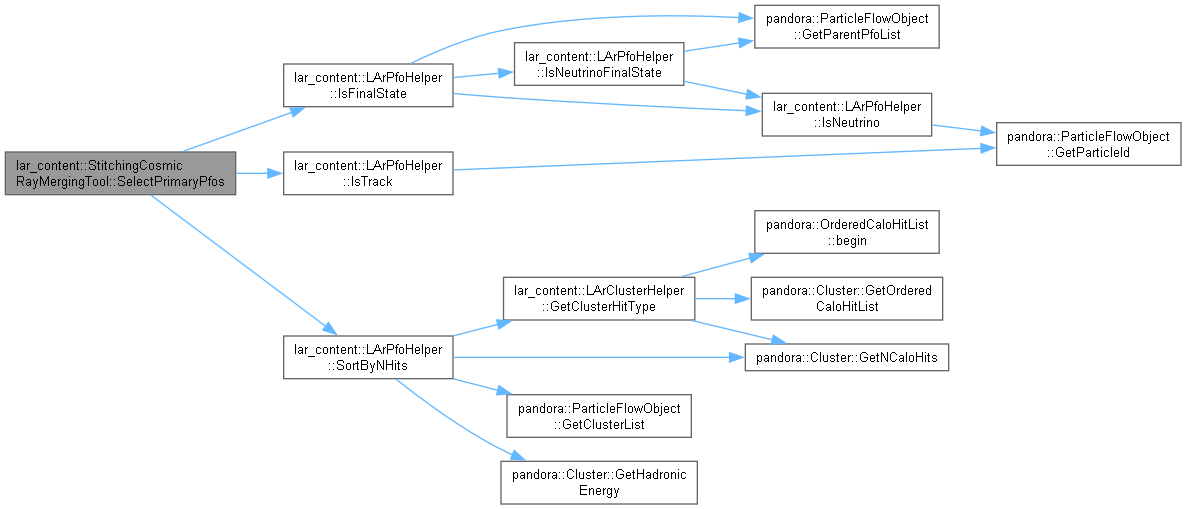 lar_content::StitchingCosmic
RayMergingTool::SelectPrimaryPfos
lar_content::LArPfoHelper
::IsFinalState
lar_content::LArPfoHelper
::IsNeutrinoFinalState
pandora::ParticleFlowObject
::GetParentPfoList
lar_content::LArPfoHelper
::IsNeutrino
pandora::ParticleFlowObject
::GetParticleId
lar_content::LArPfoHelper
::IsTrack
lar_content::LArPfoHelper
::SortByNHits
lar_content::LArClusterHelper
::GetClusterHitType
pandora::OrderedCaloHitList
::begin
pandora::Cluster::GetOrdered
CaloHitList
pandora::Cluster::GetNCaloHits
pandora::ParticleFlowObject
::GetClusterList
pandora::Cluster::GetHadronic
Energy